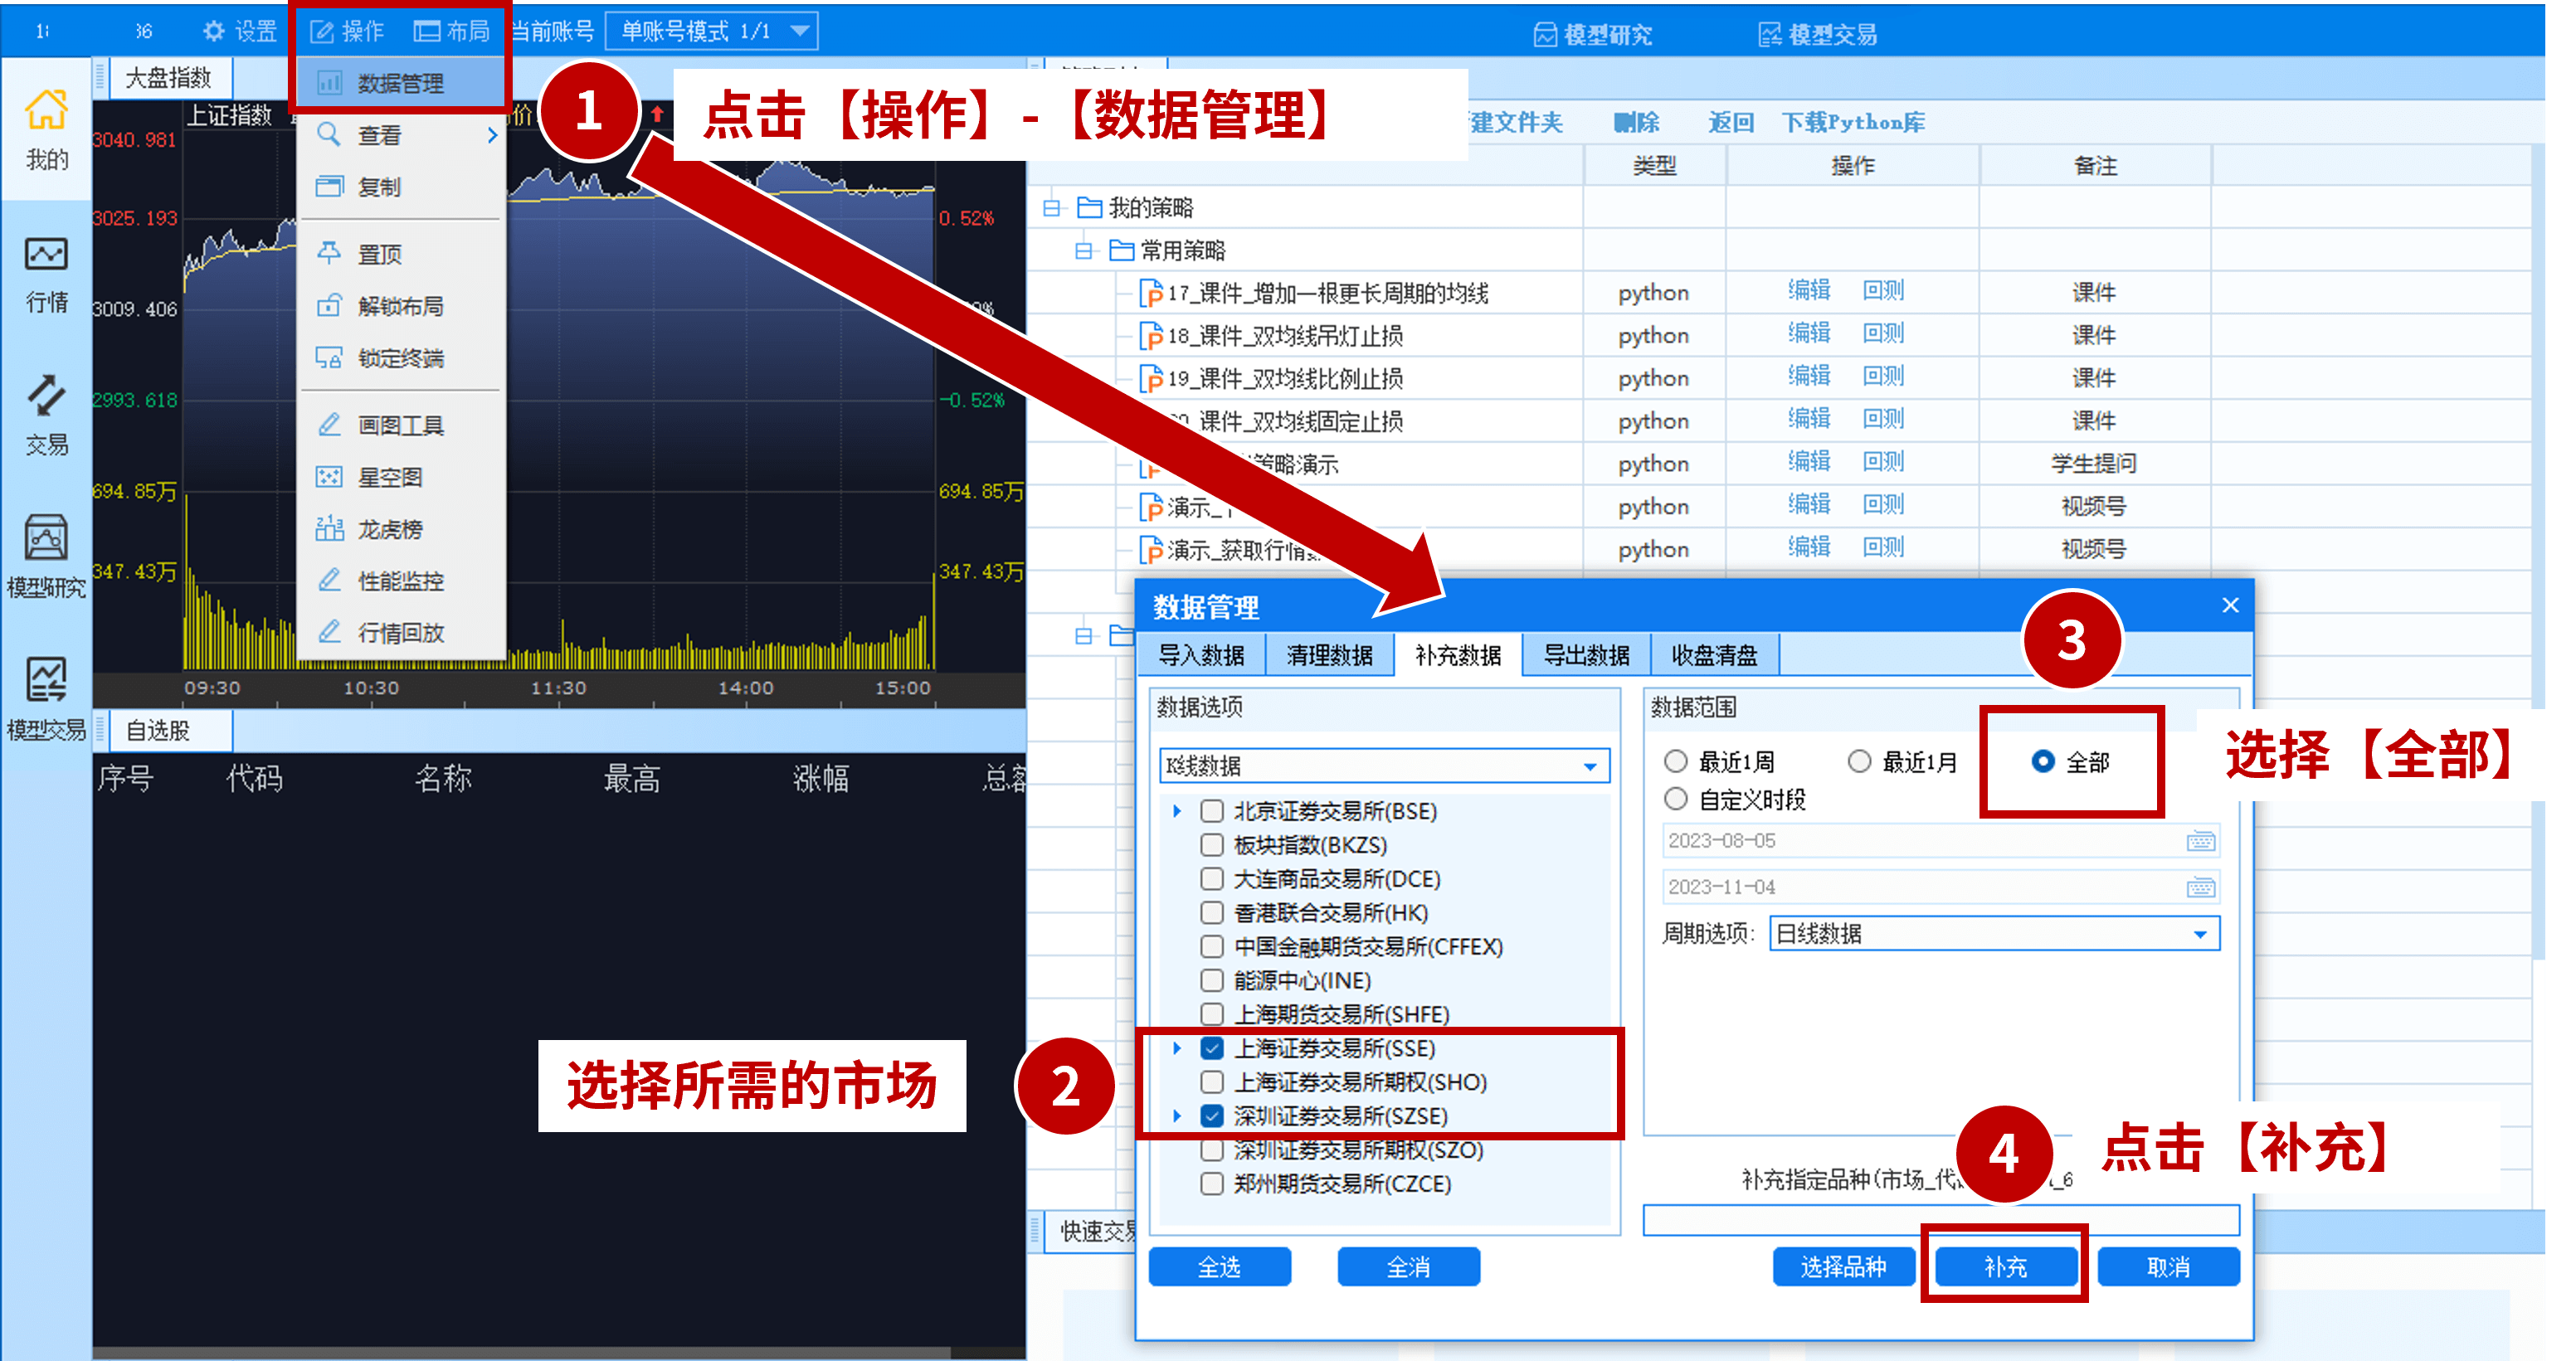 设置
操作
布局
当前账号
单账号模式 1/1
模型研究
模型交易
我的
行情
交易
模型研究
模型交易
大盘指数
数据管理
查看
复制
置顶
解锁布局
锁定终端
画图工具
星空图
龙虎榜
性能监控
行情回放
上证指数
价
3040.981
3025.193
3009.406
2993.618
694.85万
347.43万
0.52%
-0.52%
694.85万
347.43万
09:30 10:30 11:30 14:00 15:00
1
点击【操作】-【数据管理】
建文件夹 删除 返回 下载Python库
类型 操作 备注
我的策略
常用策略
17_课件_增加一根更长周期的均线 python 编辑 回测 课件
18_课件_双均线吊灯止损 python 编辑 回测 课件
19_课件_双均线比例止损 python 编辑 回测 课件
课件_双均线固定止损 python 编辑 回测 课件
策略演示 python 编辑 回测 学生提问
演示_ python 编辑 回测 视频号
演示_获取行情 python 编辑 回测 视频号
自选股
序号 代码 名称 最高 涨幅 总
数据管理
导入数据 清理数据 补充数据 导出数据 收盘清盘
数据选项
K线数据
北京证券交易所(BSE)
板块指数(BKZS)
大连商品交易所(DCE)
香港联合交易所(HK)
中国金融期货交易所(CFFEX)
能源中心(INE)
上海期货交易所(SHFE)
上海证券交易所(SSE)
上海证券交易所期权(SHO)
深圳证券交易所(SZSE)
深圳证券交易所期权(SZO)
郑州期货交易所(CZCE)
全选 全消
选择所需的市场
2
3
选择【全部】
数据范围
最近1周 最近1月 全部
自定义时段
2023-08-05
2023-11-04
周期选项: 日线数据
4
点击【补充】
补充指定品种(市场_代
_6
选择品种 补充 取消
快速交易